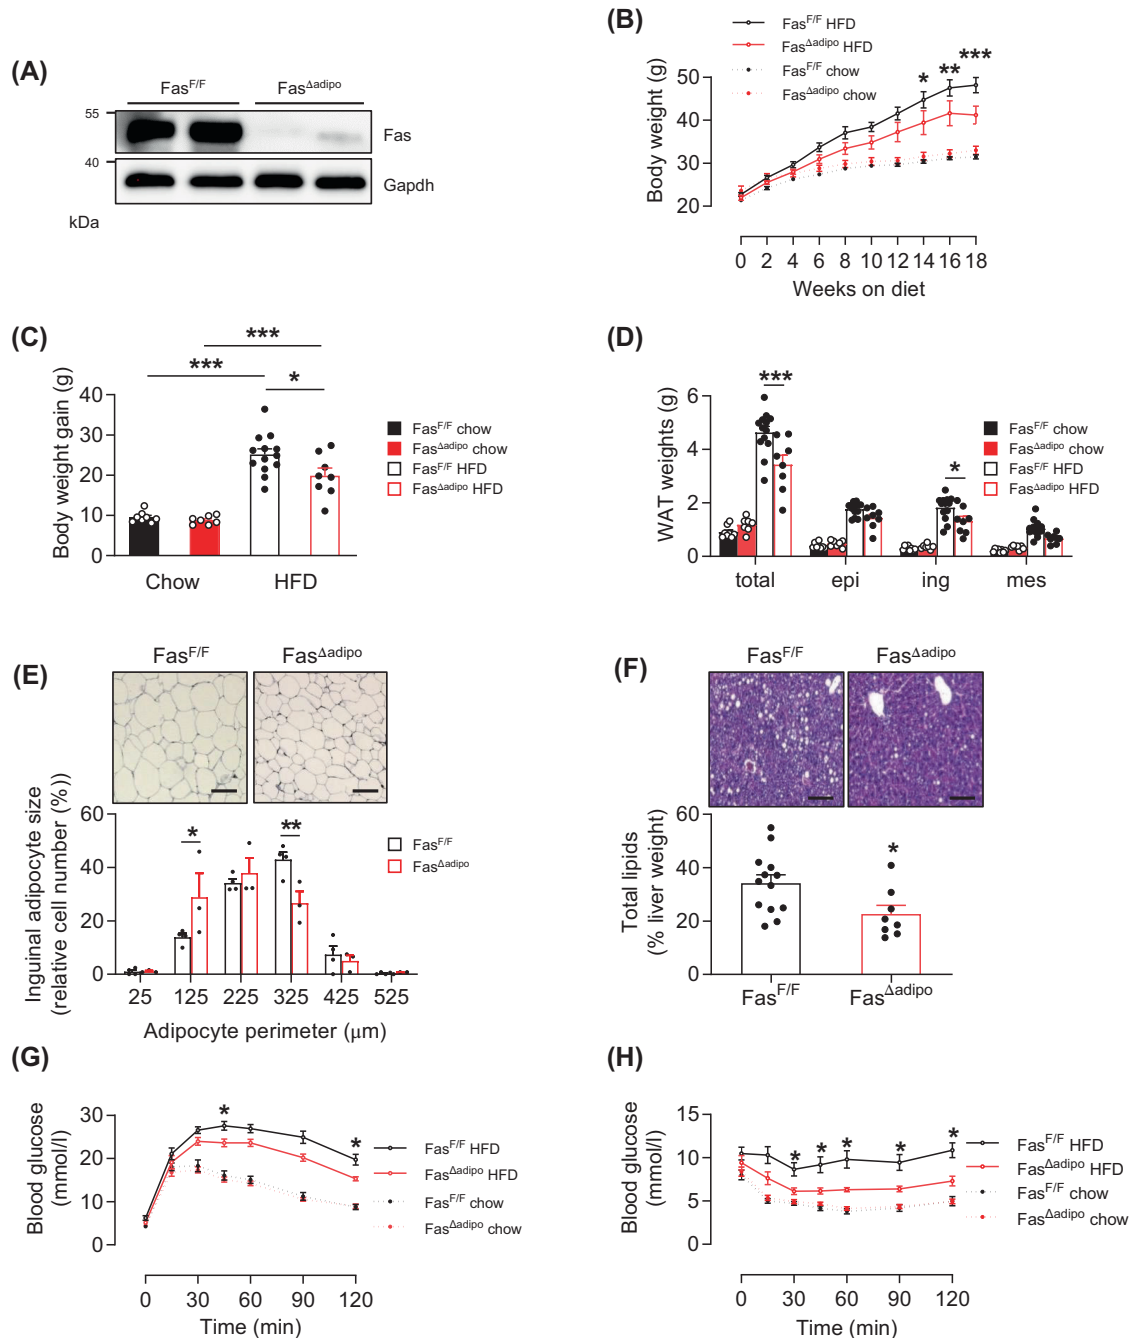 (A)
Fas^F/F Fas^Δadipo
55
Fas
40
Gapdh
kDa
(B)
Fas^F/F HFD
Fas^Δadipo HFD
Fas^F/F chow
Fas^Δadipo chow
* ** ***
Body weight (g)
50
40
30
20
0 2 4 6 8 10 12 14 16 18
Weeks on diet
(C)
***
***
*
Body weight gain (g)
40
30
20
10
0
Chow HFD
Fas^F/F chow
Fas^Δadipo chow
Fas^F/F HFD
Fas^Δadipo HFD
(D)
***
*
WAT weights (g)
6
4
2
0
total epi ing mes
Fas^F/F chow
Fas^Δadipo chow
Fas^F/F HFD
Fas^Δadipo HFD
(E)
Fas^F/F Fas^Δadipo
Inguinal adipocyte size
(relative cell number (%))
60
40
20
0
* **
Fas^F/F
Fas^Δadipo
25 125 225 325 425 525
Adipocyte perimeter (μm)
(F)
Fas^F/F Fas^Δadipo
Total lipids
(% liver weight)
60
40
20
0
*
Fas^F/F Fas^Δadipo
(G)
Blood glucose
(mmol/l)
30
20
10
0
* *
Fas^F/F HFD
Fas^Δadipo HFD
Fas^F/F chow
Fas^Δadipo chow
0 30 60 90 120
Time (min)
(H)
Blood glucose
(mmol/l)
15
10
5
0
* * * * *
Fas^F/F HFD
Fas^Δadipo HFD
Fas^F/F chow
Fas^Δadipo chow
0 30 60 90 120
Time (min)